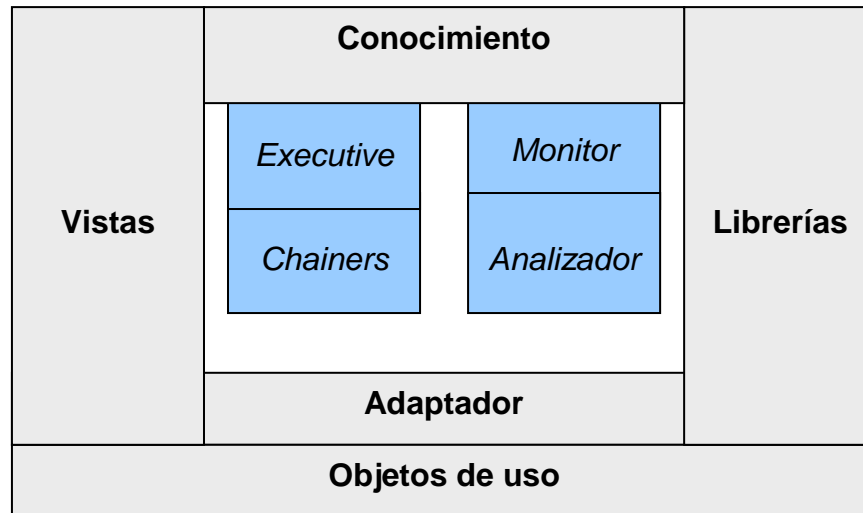 Conocimiento
Executive
Monitor
Vistas
Librerías
Chainers
Analizador
Adaptador
Objetos de uso